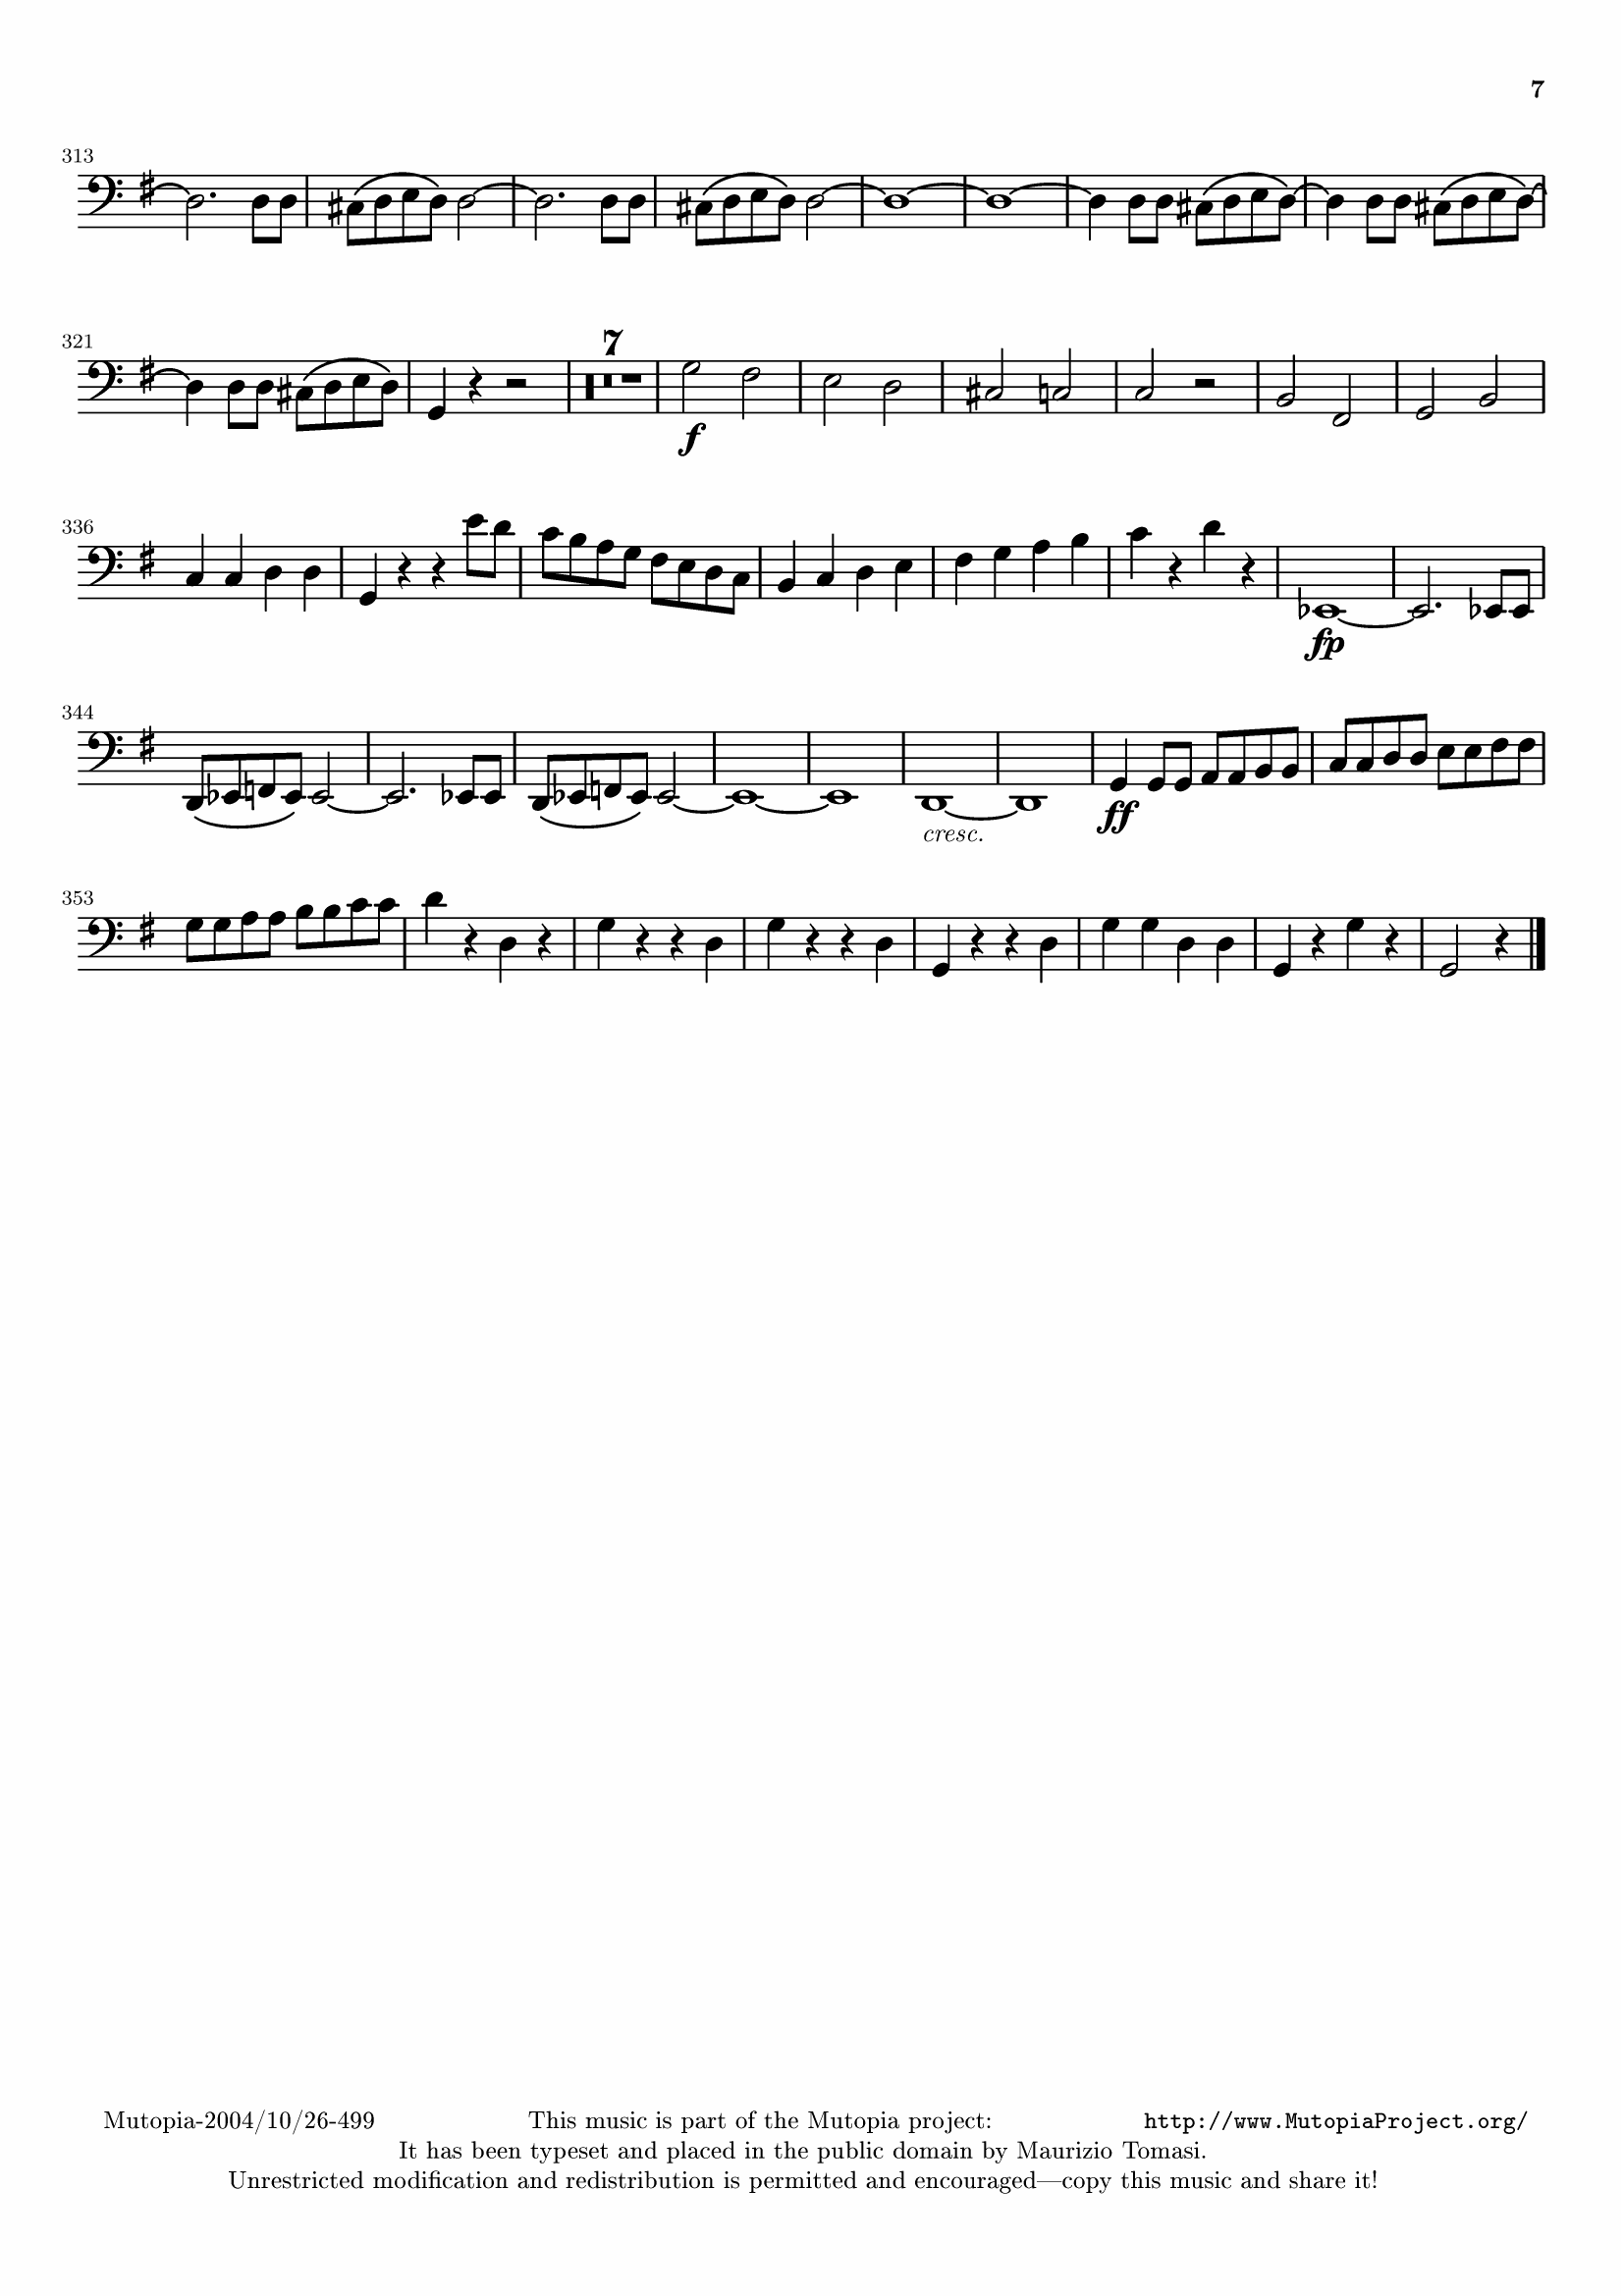 7
313
321
7
f
336
fp
344
cresc.
ff
353
Mutopia-2004/10/26-499 This music is part of the Mutopia project: http://www.MutopiaProject.org/
It has been typeset and placed in the public domain by Maurizio Tomasi.
Unrestricted modification and redistribution is permitted and encouraged—copy this music and share it!